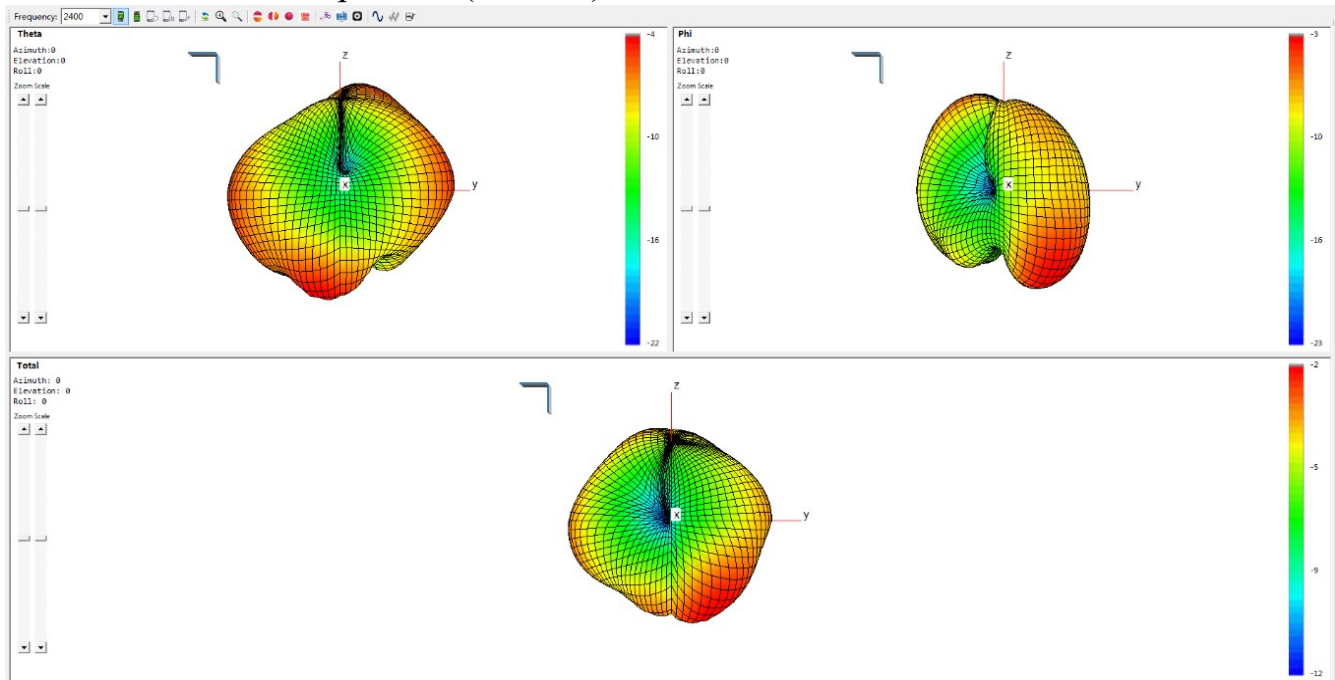 Frequency: 2400
Theta
Azimuth:0
Elevation:0
Roll:0
Zoom Scale
z
x
y
-4
-10
-16
-22
Phi
Azimuth:0
Elevation:0
Roll:0
Zoom Scale
z
x
y
-3
-10
-16
-23
Total
Azimuth: 0
Elevation: 0
Roll: 0
Zoom Scale
z
x
y
-2
-5
-9
-12